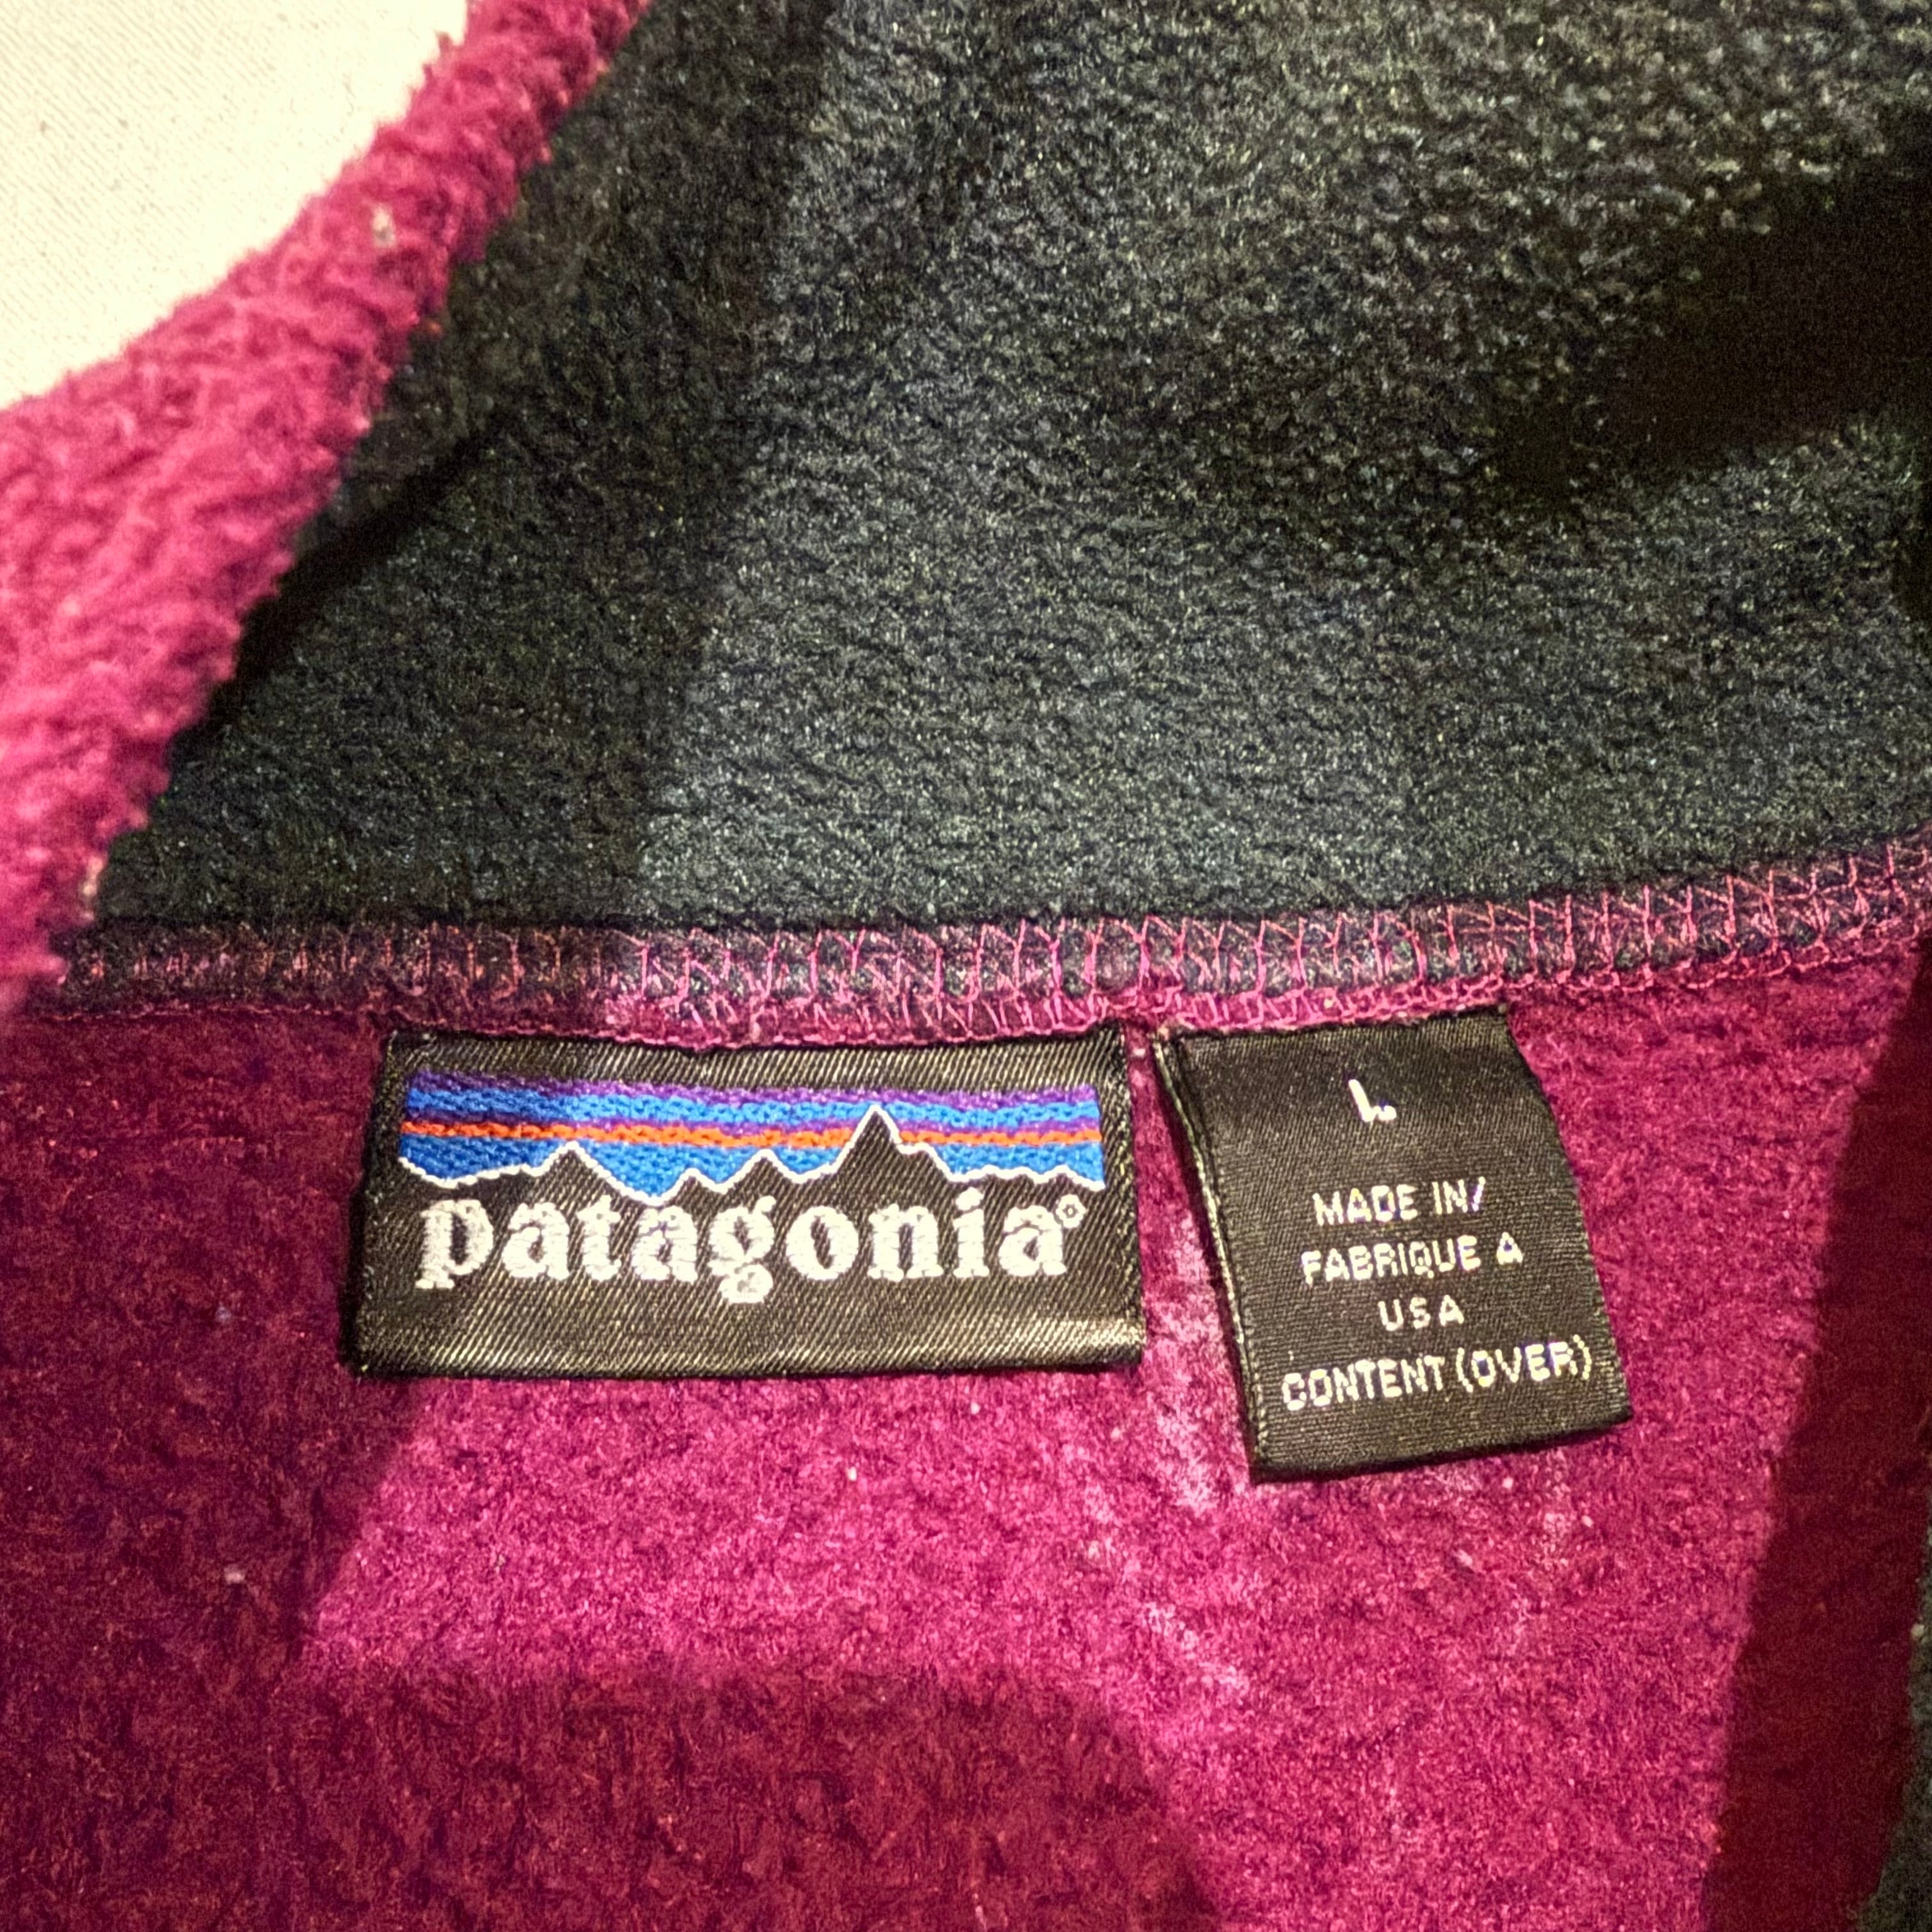 patagonia®
L
MADE IN/
FABRIQUE A
USA
CONTENT (OVER)